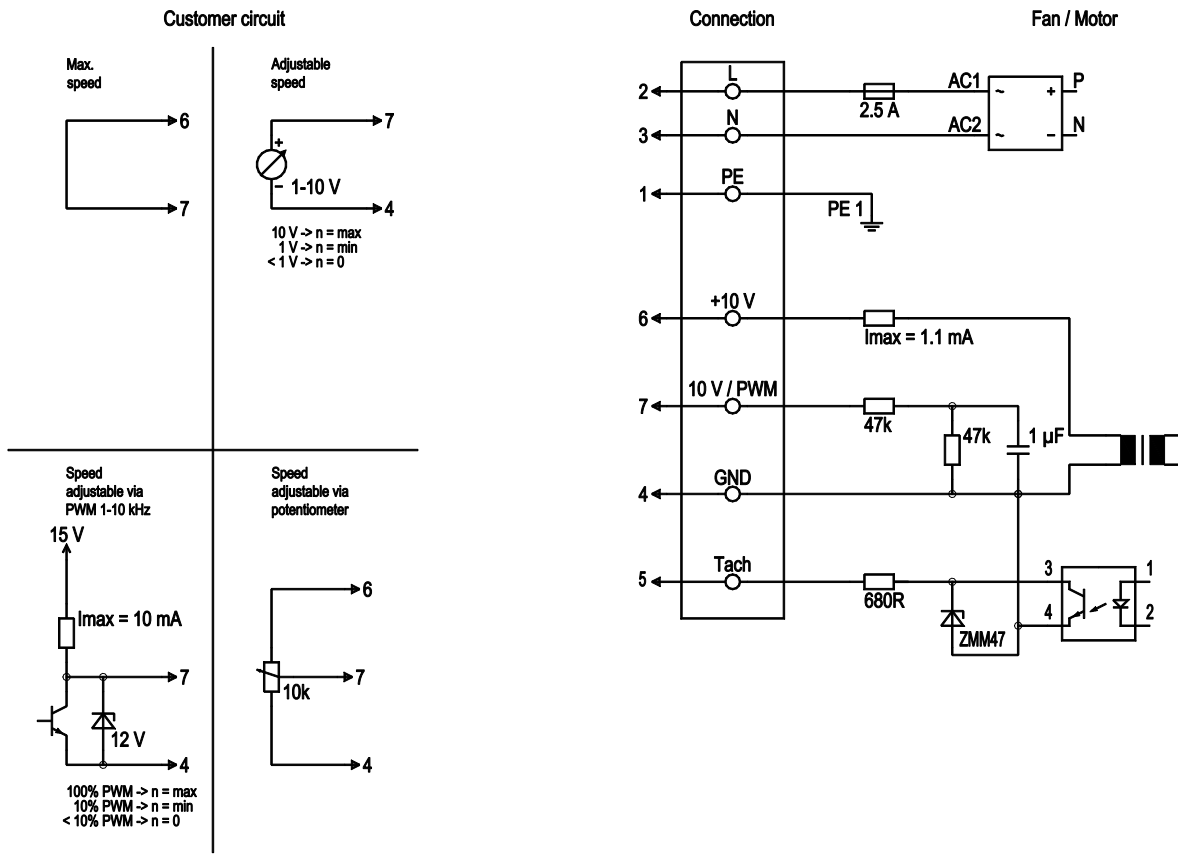 Customer circuit
Connection
Fan / Motor
Max.
speed
6
7
Adjustable
speed
7
+
−
1-10 V
4
10 V -> n = max
1 V -> n = min
< 1 V -> n = 0
Speed
adjustable via
PWM 1-10 kHz
15 V
Imax = 10 mA
7
12 V
4
100% PWM -> n = max
10% PWM -> n = min
< 10% PWM -> n = 0
Speed
adjustable via
potentiometer
6
7
10k
4
2
L
2.5 A
AC1
~
+
P
3
N
AC2
~
−
N
1
PE
PE 1
6
+10 V
Imax = 1.1 mA
7
10 V / PWM
47k
47k
1 µF
4
GND
5
Tach
680R
ZMM47
3
4
1
2